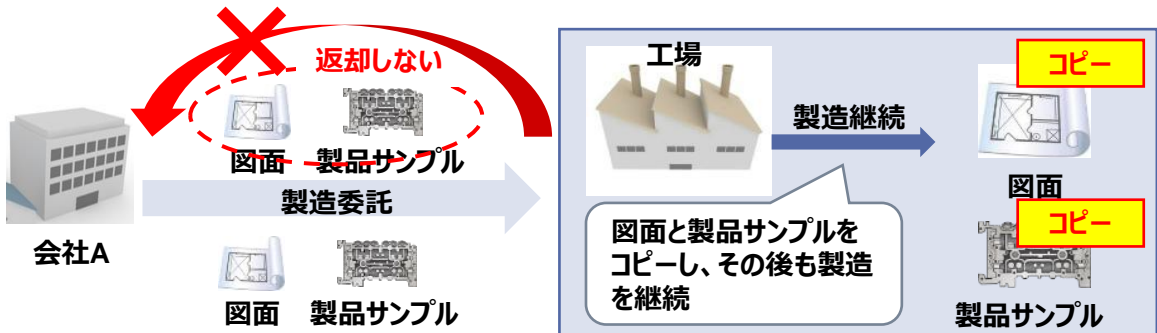 返却しない
図面 製品サンプル
製造委託
会社A
図面 製品サンプル
工場
製造継続
コピー
図面
コピー
製品サンプル
図面と製品サンプルを
コピーし、その後も製造
を継続